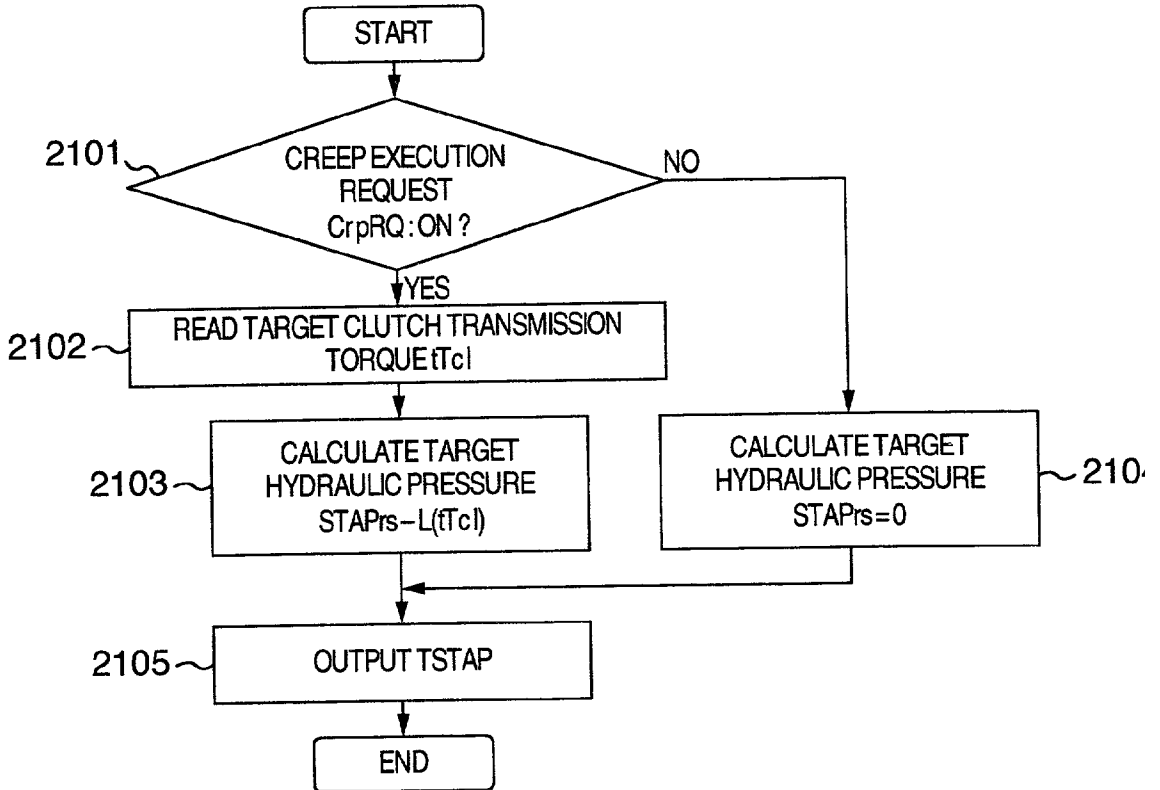 START
2101
CREEP EXECUTION
REQUEST
CrpRQ : ON ?
NO
YES
2102
READ TARGET CLUTCH TRANSMISSION
TORQUE tTcl
2103
CALCULATE TARGET
HYDRAULIC PRESSURE
STAPrs–L(tTcl)
CALCULATE TARGET
HYDRAULIC PRESSURE
STAPrs=0
2105
OUTPUT TSTAP
END